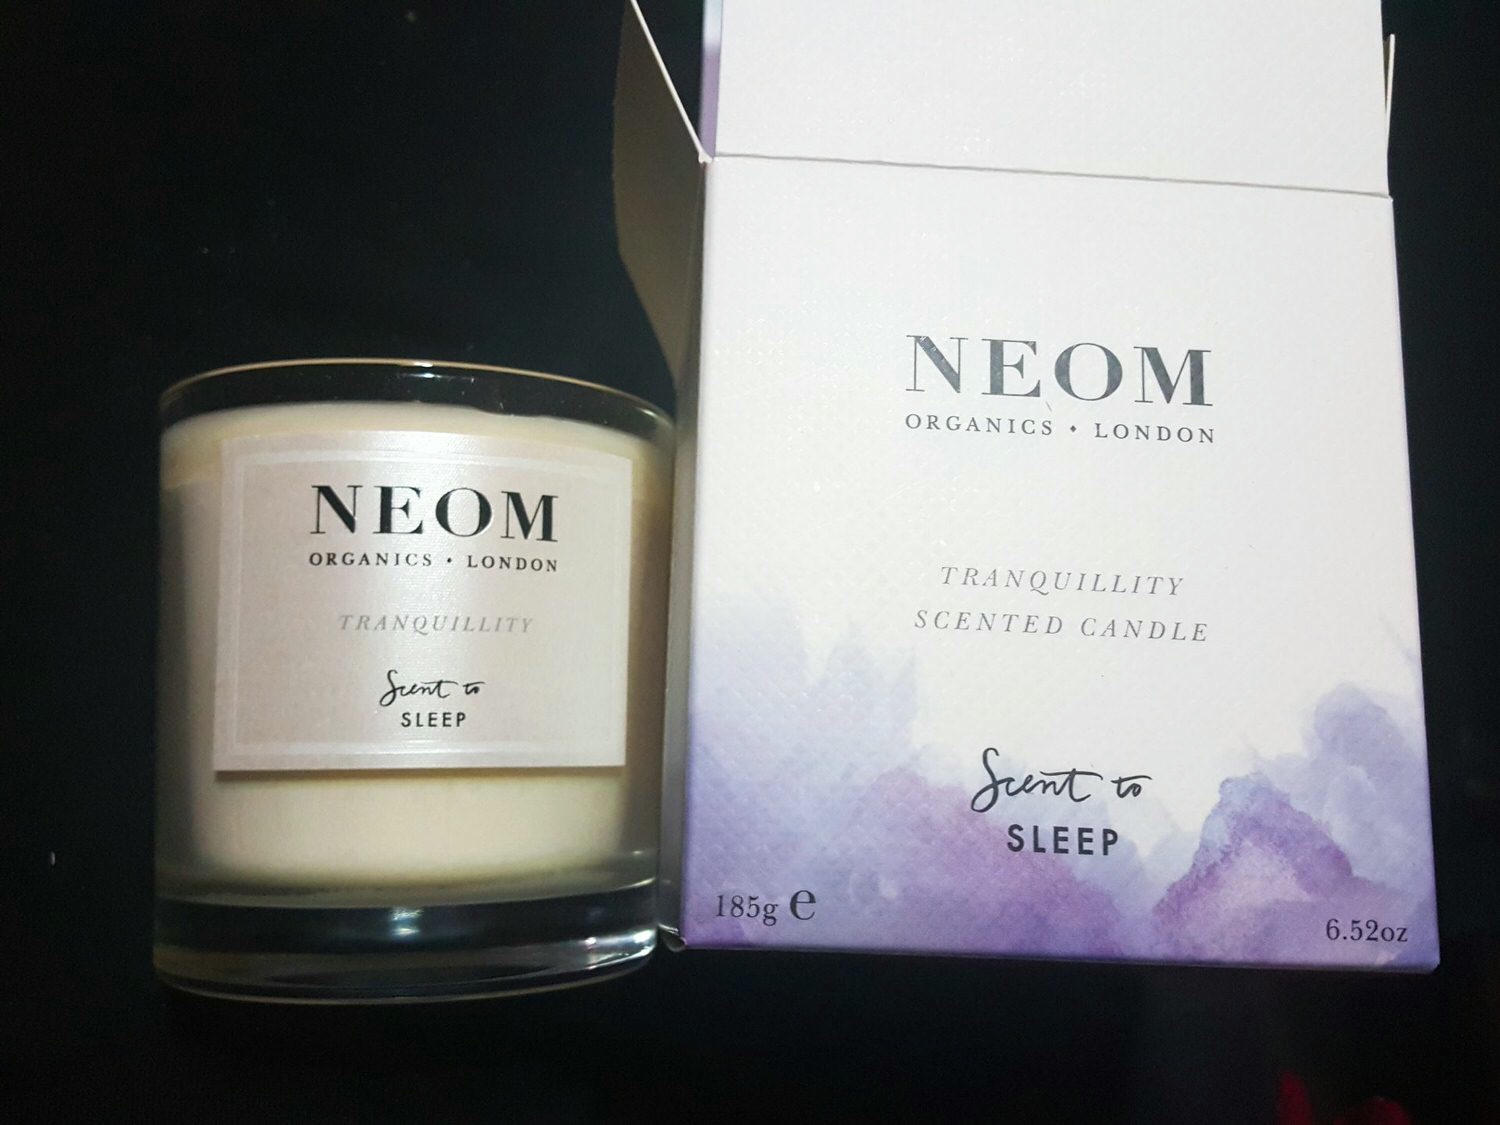 NEOM
ORGANICS • LONDON
TRANQUILLITY
Scent to
SLEEP
NEOM
ORGANICS • LONDON
TRANQUILLITY
SCENTED CANDLE
Scent to
SLEEP
185g e
6.52oz